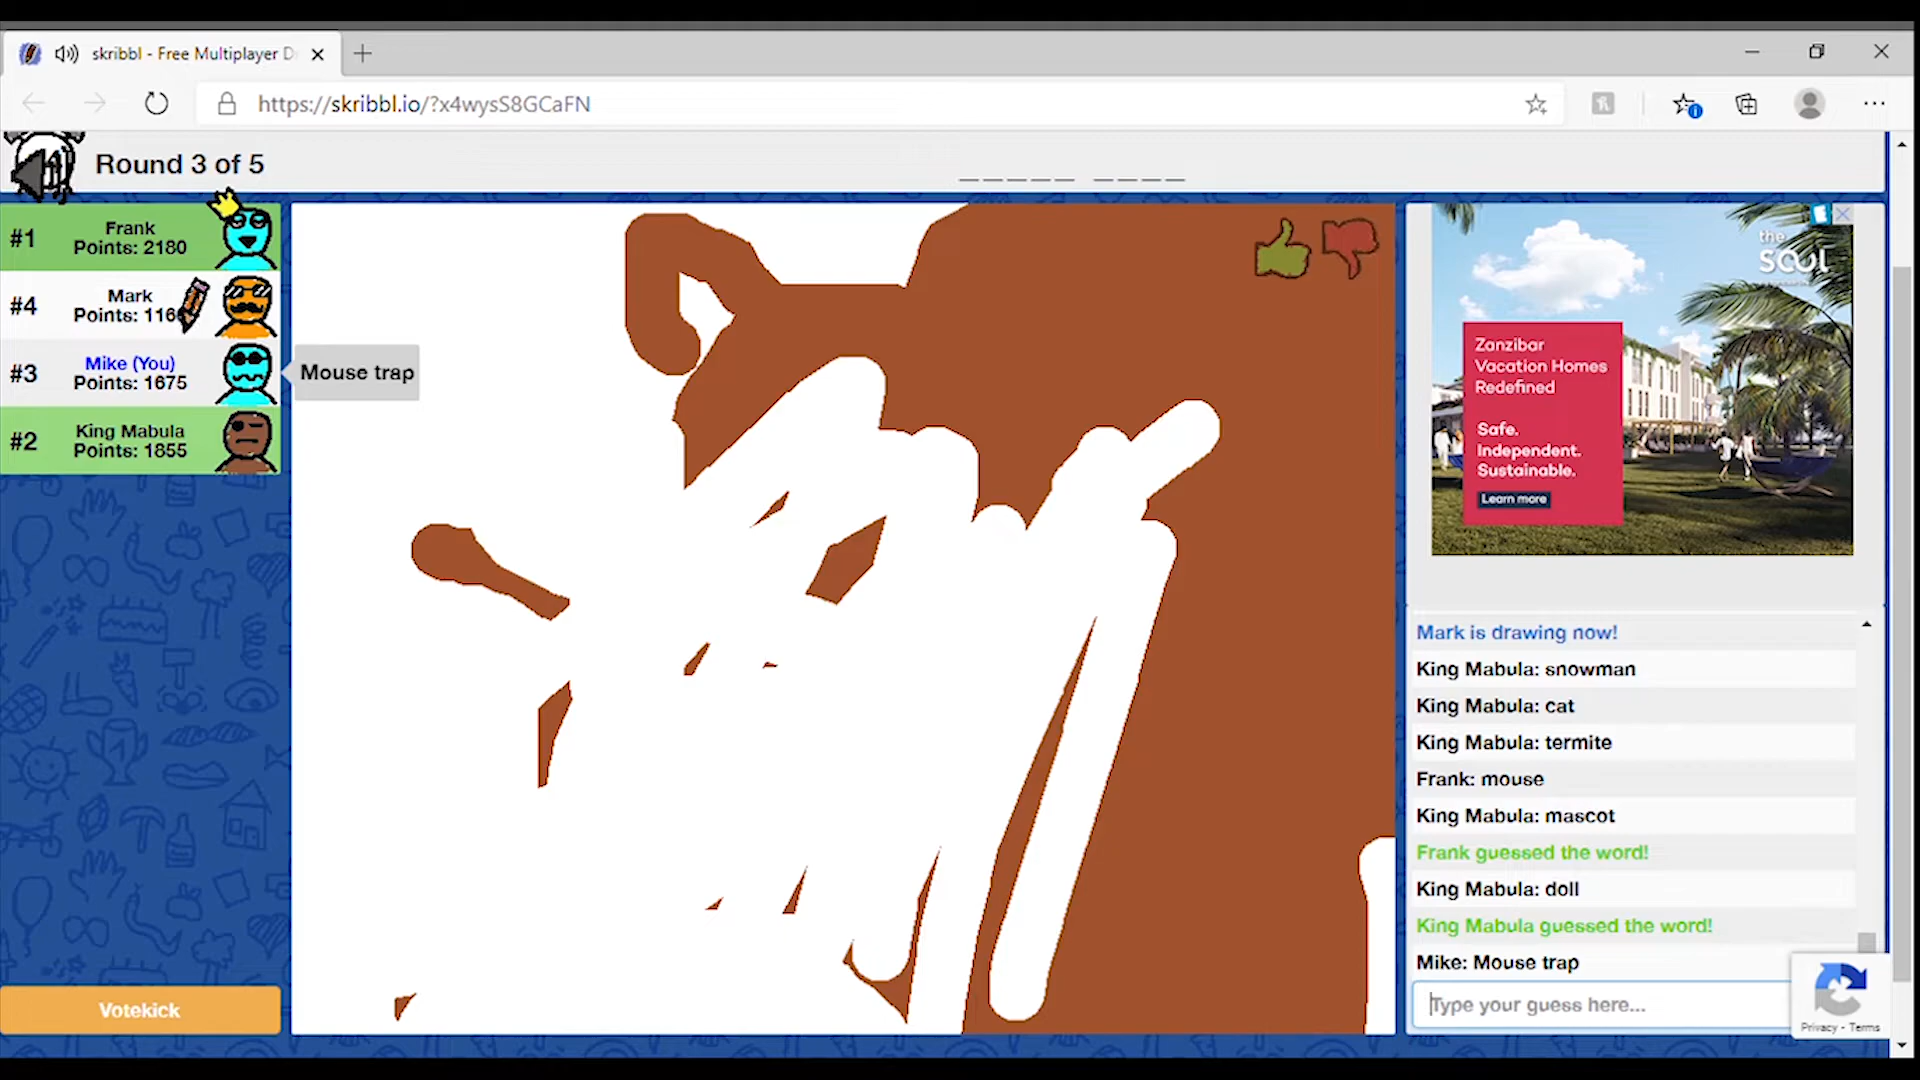 skribbl - Free Multiplayer D
https://skribbl.io/?x4wysS8GCaFN
Round 3 of 5
_____ ____
#1 Frank
Points: 2180
#4 Mark
Points: 116
#3 Mike (You)
Points: 1675
Mouse trap
#2 King Mabula
Points: 1855
Votekick
the
soul
Zanzibar
Vacation Homes
Redefined
Safe.
Independent.
Sustainable.
Learn more
Mark is drawing now!
King Mabula: snowman
King Mabula: cat
King Mabula: termite
Frank: mouse
King Mabula: mascot
Frank guessed the word!
King Mabula: doll
King Mabula guessed the word!
Mike: Mouse trap
Type your guess here...
Privacy - Terms